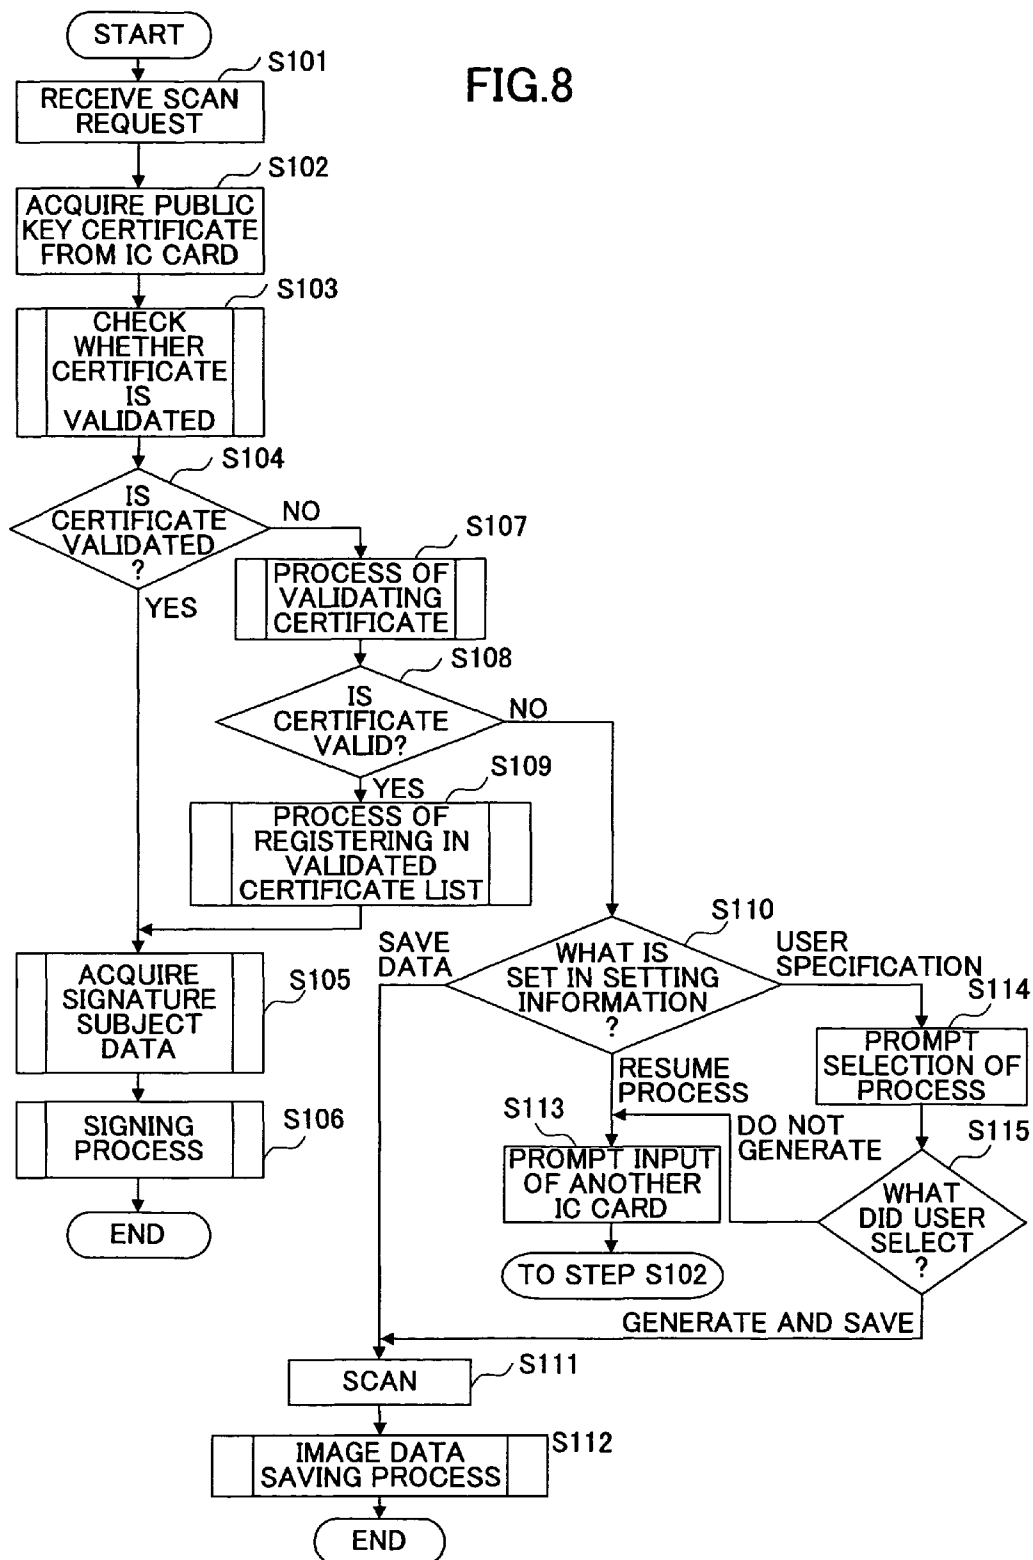 START
S101
FIG.8
RECEIVE SCAN
REQUEST
S102
ACQUIRE PUBLIC
KEY CERTIFICATE
FROM IC CARD
S103
CHECK
WHETHER
CERTIFICATE
IS
VALIDATED
S104
IS
CERTIFICATE
VALIDATED
?
NO
YES
S107
PROCESS OF
VALIDATING
CERTIFICATE
S108
IS
CERTIFICATE
VALID?
NO
YES
S109
PROCESS OF
REGISTERING IN
VALIDATED
CERTIFICATE LIST
S110
WHAT IS
SET IN SETTING
INFORMATION
?
SAVE
DATA
USER
SPECIFICATION
ACQUIRE
SIGNATURE
SUBJECT
DATA
S105
S114
PROMPT
SELECTION OF
PROCESS
RESUME
PROCESS
SIGNING
PROCESS
S106
S113
DO NOT
GENERATE
S115
PROMPT INPUT
OF ANOTHER
IC CARD
WHAT
DID USER
SELECT
?
END
TO STEP S102
GENERATE AND SAVE
SCAN
S111
IMAGE DATA
SAVING PROCESS
S112
END